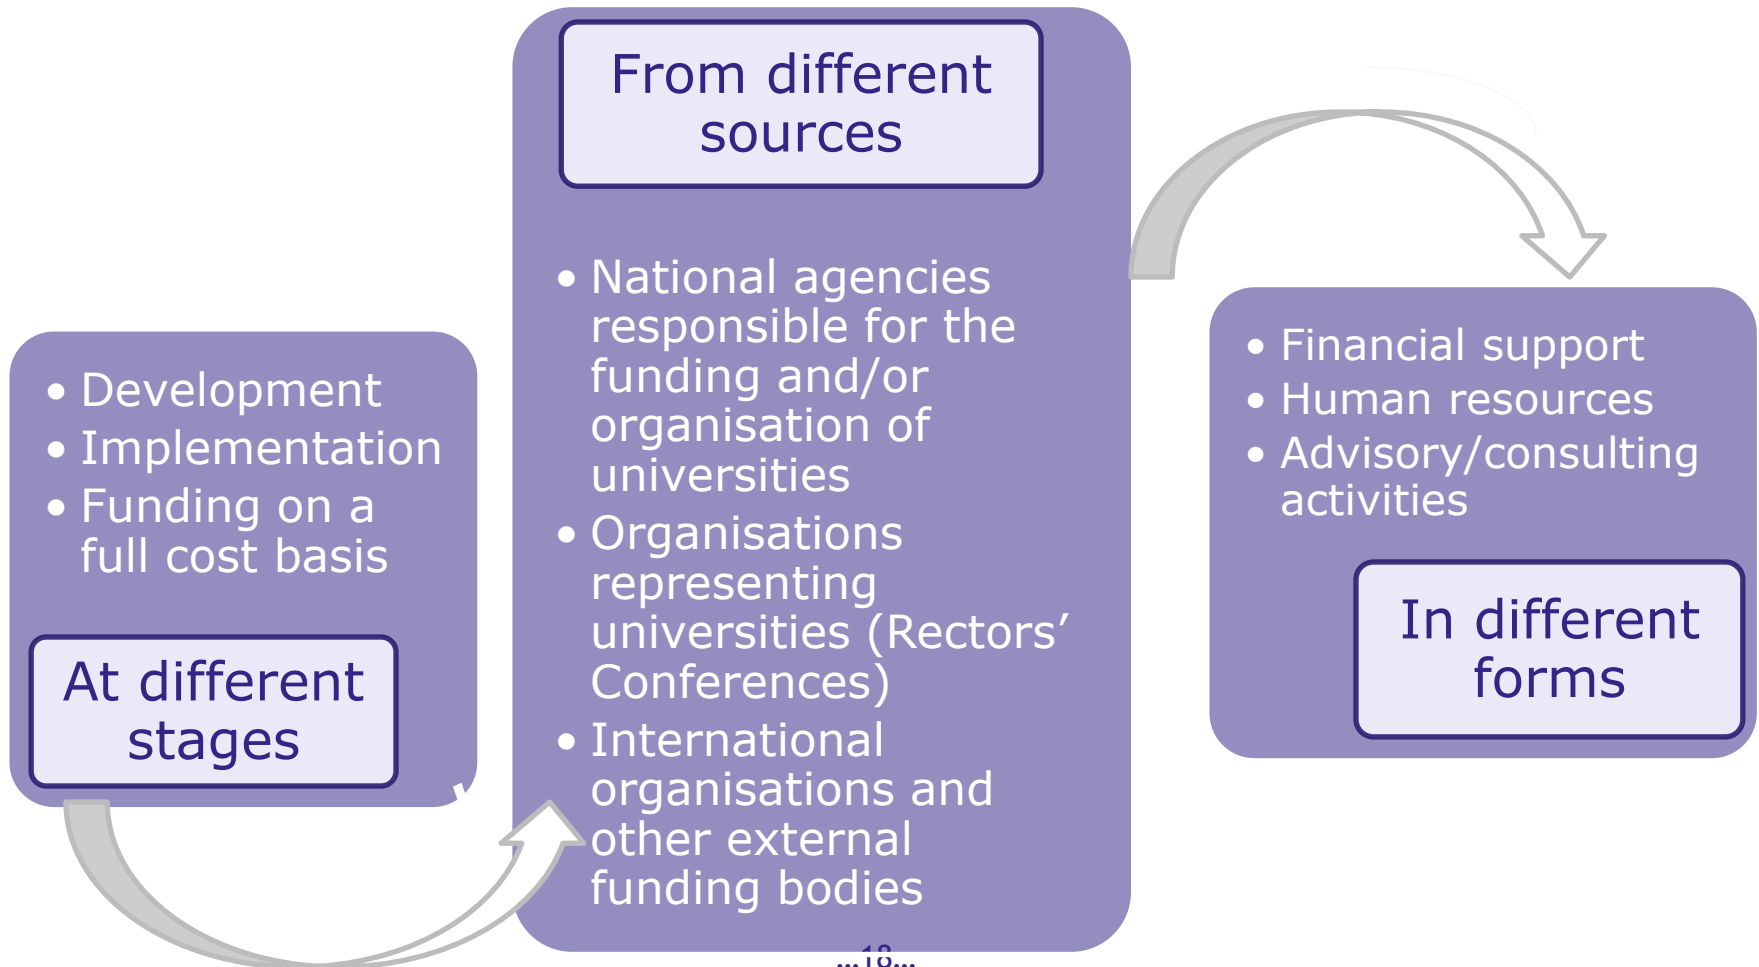 • Development
• Implementation
• Funding on a
full cost basis
At different
stages
From different
sources
• National agencies
responsible for the
funding and/or
organisation of
universities
• Organisations
representing
universities (Rectors’
Conferences)
• International
organisations and
other external
funding bodies
• Financial support
• Human resources
• Advisory/consulting
activities
In different
forms
...18...